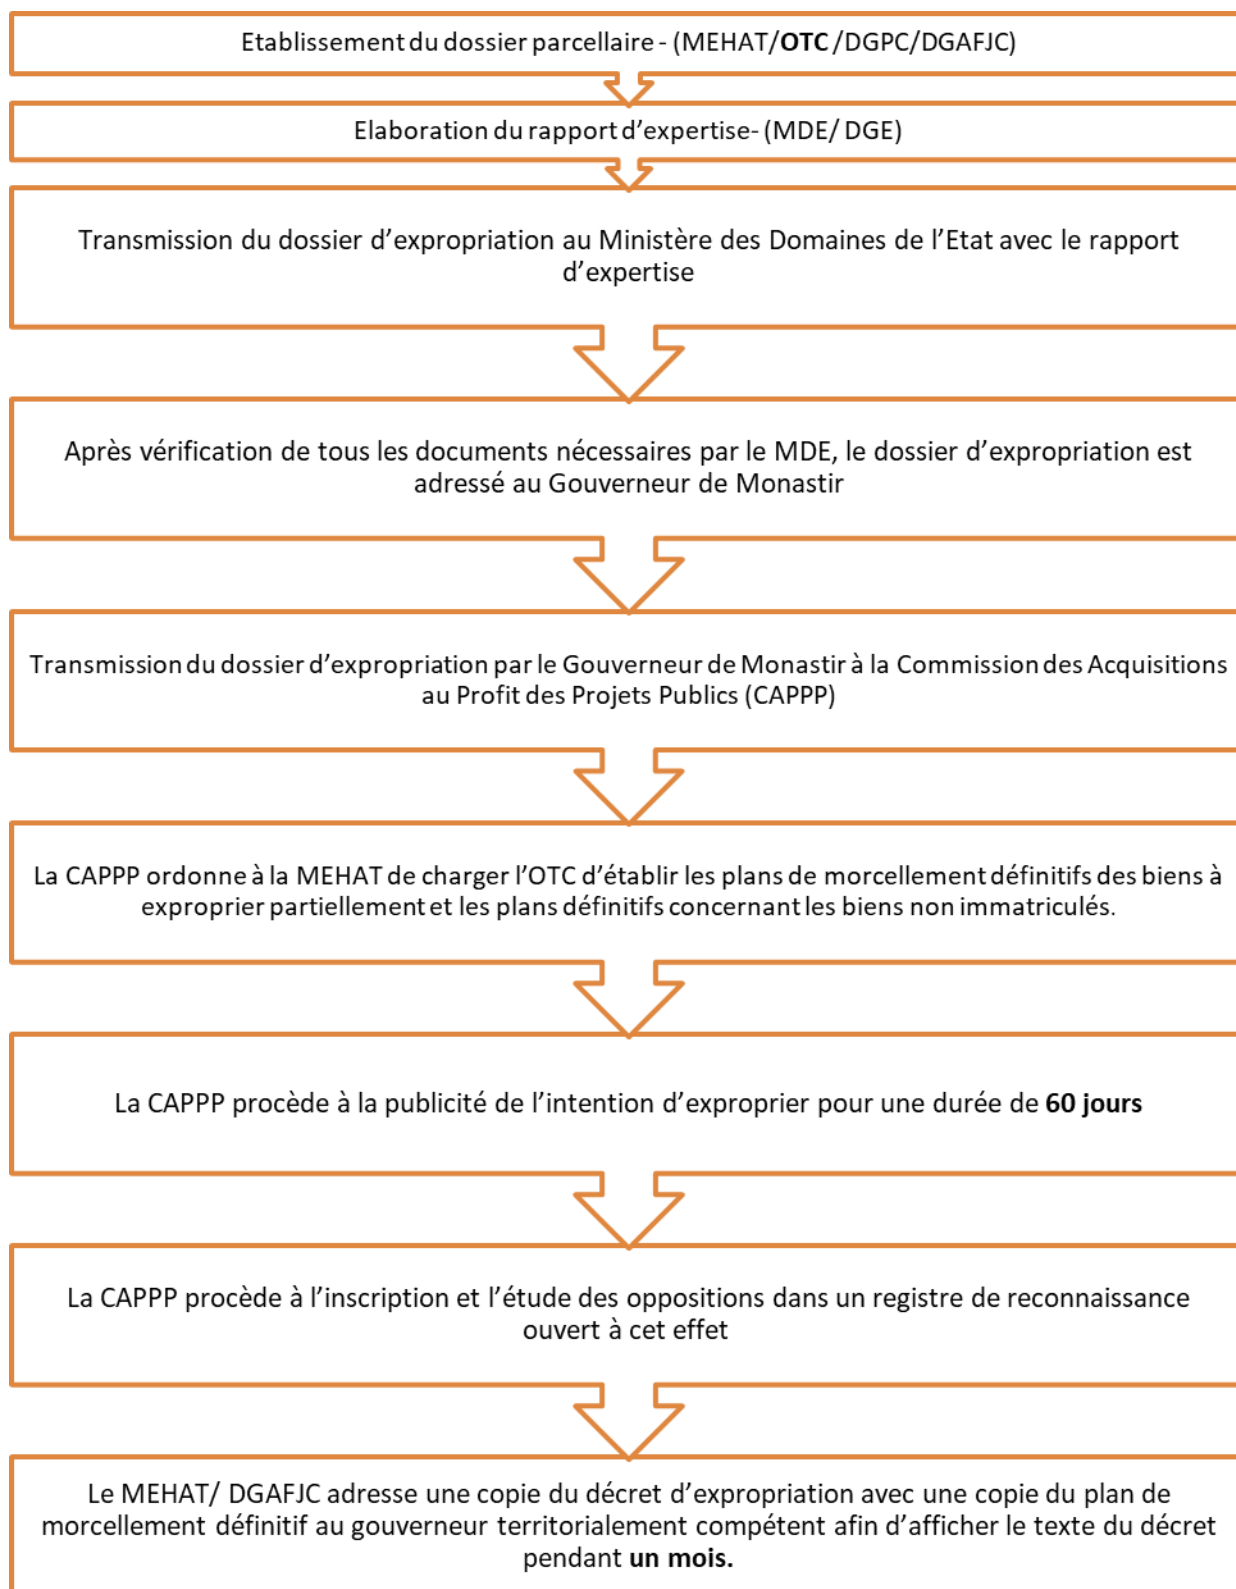 Etablissement du dossier parcellaire - (MEHAT/OTC /DGPC/DGAFJC)
Elaboration du rapport d’expertise- (MDE/ DGE)
Transmission du dossier d’expropriation au Ministère des Domaines de l’Etat avec le rapport
d’expertise
Après vérification de tous les documents nécessaires par le MDE, le dossier d’expropriation est
adressé au Gouverneur de Monastir
Transmission du dossier d’expropriation par le Gouverneur de Monastir à la Commission des Acquisitions
au Profit des Projets Publics (CAPPP)
La CAPPP ordonne à la MEHAT de charger l’OTC d’établir les plans de morcellement définitifs des biens à
exproprier partiellement et les plans définitifs concernant les biens non immatriculés.
La CAPPP procède à la publicité de l’intention d’exproprier pour une durée de 60 jours
La CAPPP procède à l’inscription et l’étude des oppositions dans un registre de reconnaissance
ouvert à cet effet
Le MEHAT/ DGAFJC adresse une copie du décret d’expropriation avec une copie du plan de
morcellement définitif au gouverneur territorialement compétent afin d’afficher le texte du décret
pendant un mois.